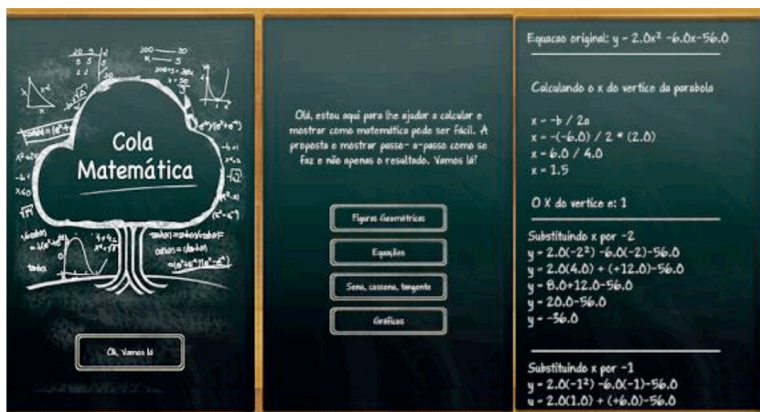 Cola
Matemática
Ok, Vamos lá
Olá, estou aqui para lhe ajudar a calcular e
mostrar como matemática pode ser fácil. A
proposta e mostrar passo- a-passo como se
faz e não apenas o resultado. Vamos lá?
Figuras Geométricas
Equações
Seno, cosseno, tangente
Gráficos
Equacao original: y = 2.0x² -6.0x-56.0
Calculando o x do vertice da parabola
x = -b / 2a
x = -(-6.0) / 2 * (2.0)
x = 6.0 / 4.0
x = 1.5
O X do vertice e: 1
Substituindo x por -2
y = 2.0(-2²) -6.0(-2)-56.0
y = 2.0(4.0) + (+12.0)-56.0
y = 8.0+12.0-56.0
y = 20.0-56.0
y = -36.0
Substituindo x por -1
y = 2.0(-1²) -6.0(-1)-56.0
y = 2.0(1.0) + (+6.0)-56.0